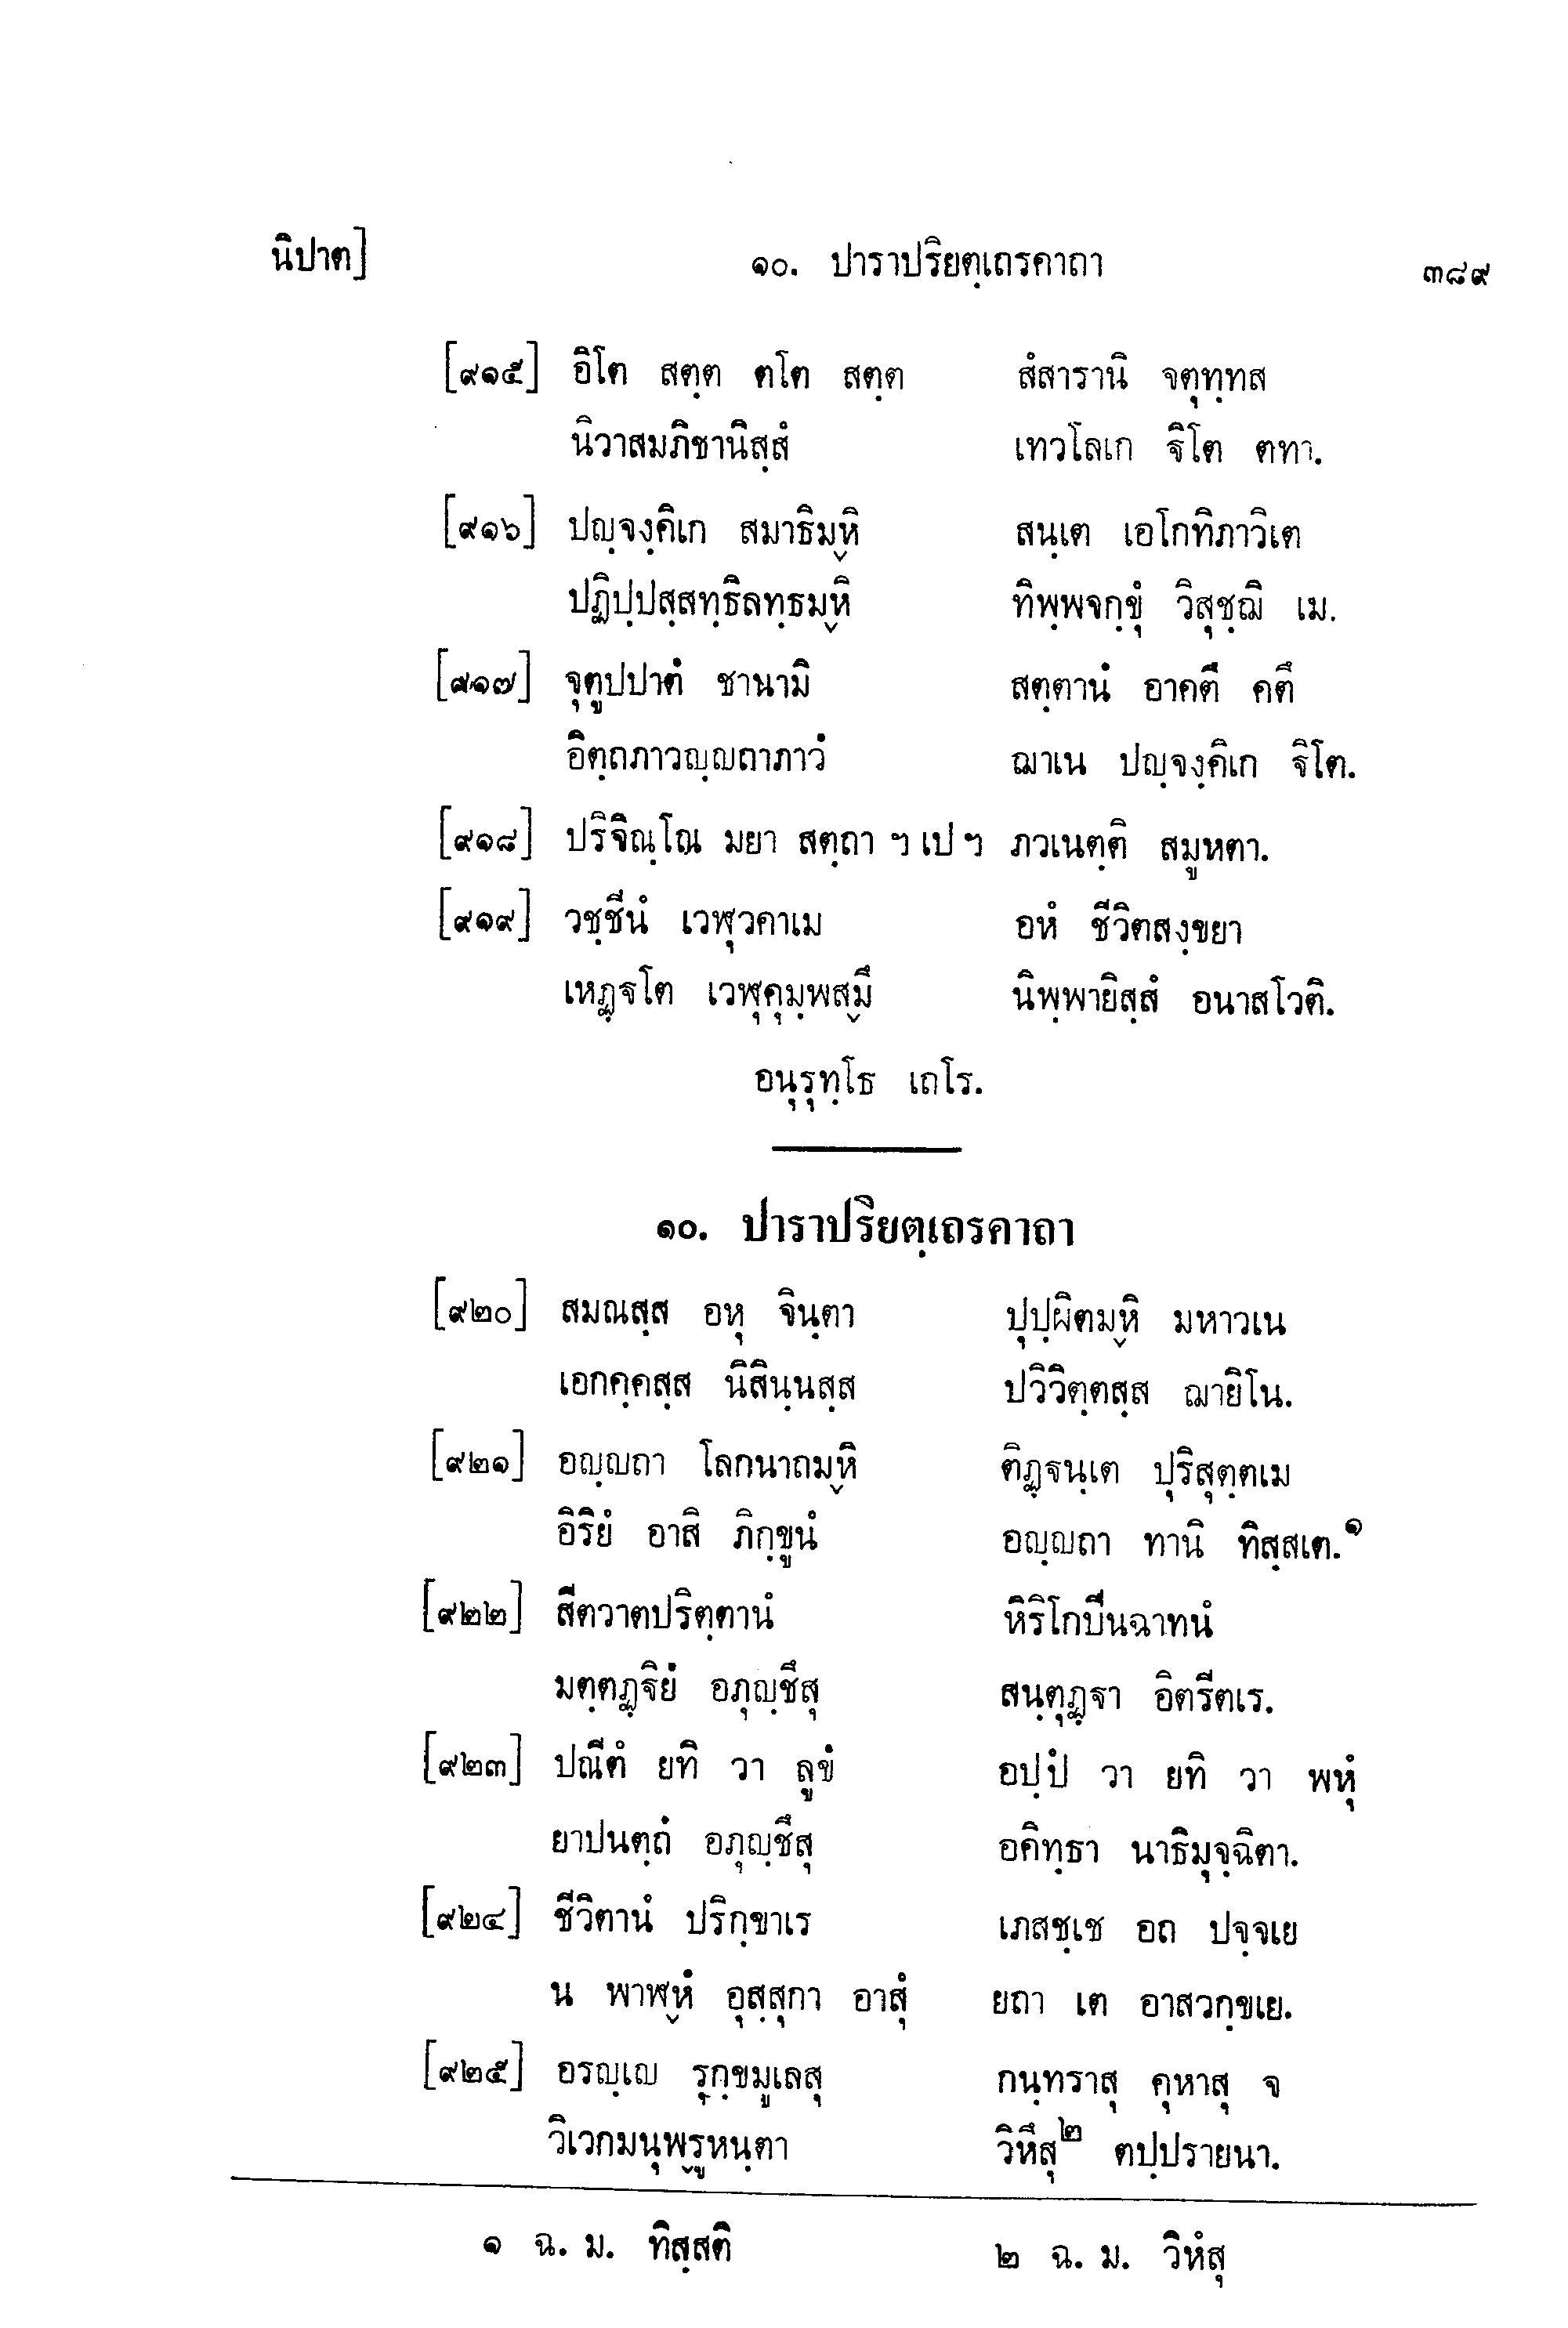 นิปาต] ๑๐. ปาราปริยตฺเถรคาถา ๓๘๙
[๙๑๕] อิโต สตฺต ตโต สตฺต สํสารานิ จตุทฺทส
นิวาสมภิชานิสฺสํ เทวโลเก ฐิโต ตทา.
[๙๑๖] ปญฺจงฺคิเก สมาธิมฺหิ สนฺเต เอโกทิภาวิเต
ปฏิปฺปสฺสทฺธิลทฺธมฺหิ ทิพฺพจกฺขุํ วิสุชฺฌิ เม.
[๙๑๗] จุตูปปาตํ ชานามิ สตฺตานํ อาคตึ คตึ
อิตฺถภาวญฺญถาภาวํ ฌาเน ปญฺจงฺคิเก ฐิโต.
[๙๑๘] ปริจิณฺโณ มยา สตฺถา ฯ เป ฯ ภวเนตฺติ สมูหตา.
[๙๑๙] วชฺชีนํ เวฬุวคาเม อหํ ชีวิตสงฺขยา
เหฏฺฐโต เวฬุคุมฺพสฺมึ นิพฺพายิสฺสํ อนาสโวติ.
อนุรุทฺโธ เถโร.
๑๐. ปาราปริยตฺเถรคาถา
[๙๒๐] สมณสฺส อหุ จินฺตา ปุปฺผิตมฺหิ มหาวเน
เอกคฺคสฺส นิสินฺนสฺส ปวิวิตฺตสฺส ฌายิโน.
[๙๒๑] อญฺญถา โลกนาถมฺหิ ติฏฺฐนฺเต ปุริสุตฺตเม
อิริยํ อาสิ ภิกฺขูนํ อญฺญถา ทานิ ทิสฺสเต.๑
[๙๒๒] สีตวาตปริตฺตานํ หิริโกปีนฉาทนํ
มตฺตฏฺฐิยํ อภุญฺชึสุ สนฺตุฏฺฐา อิตรีตเร.
[๙๒๓] ปณีตํ ยทิ วา ลูขํ อปฺปํ วา ยทิ วา พหุํ
ยาปนตฺถํ อภุญฺชึสุ อคิทฺธา นาธิมุจฺฉิตา.
[๙๒๔] ชีวิตานํ ปริกฺขาเร เภสชฺเช อถ ปจฺจเย
น พาฬฺหํ อุสฺสุกา อาสุํ ยถา เต อาสวกฺขเย.
[๙๒๕] อรญฺเญ รุกฺขมูเลสุ กนฺทราสุ คุหาสุ จ
วิเวกมนุพฺรูหนฺตา วิหึสุ๒ ตปฺปรายนา.
๑ ฉ. ม. ทิสฺสติ ๒ ฉ. ม. วิหํสุ